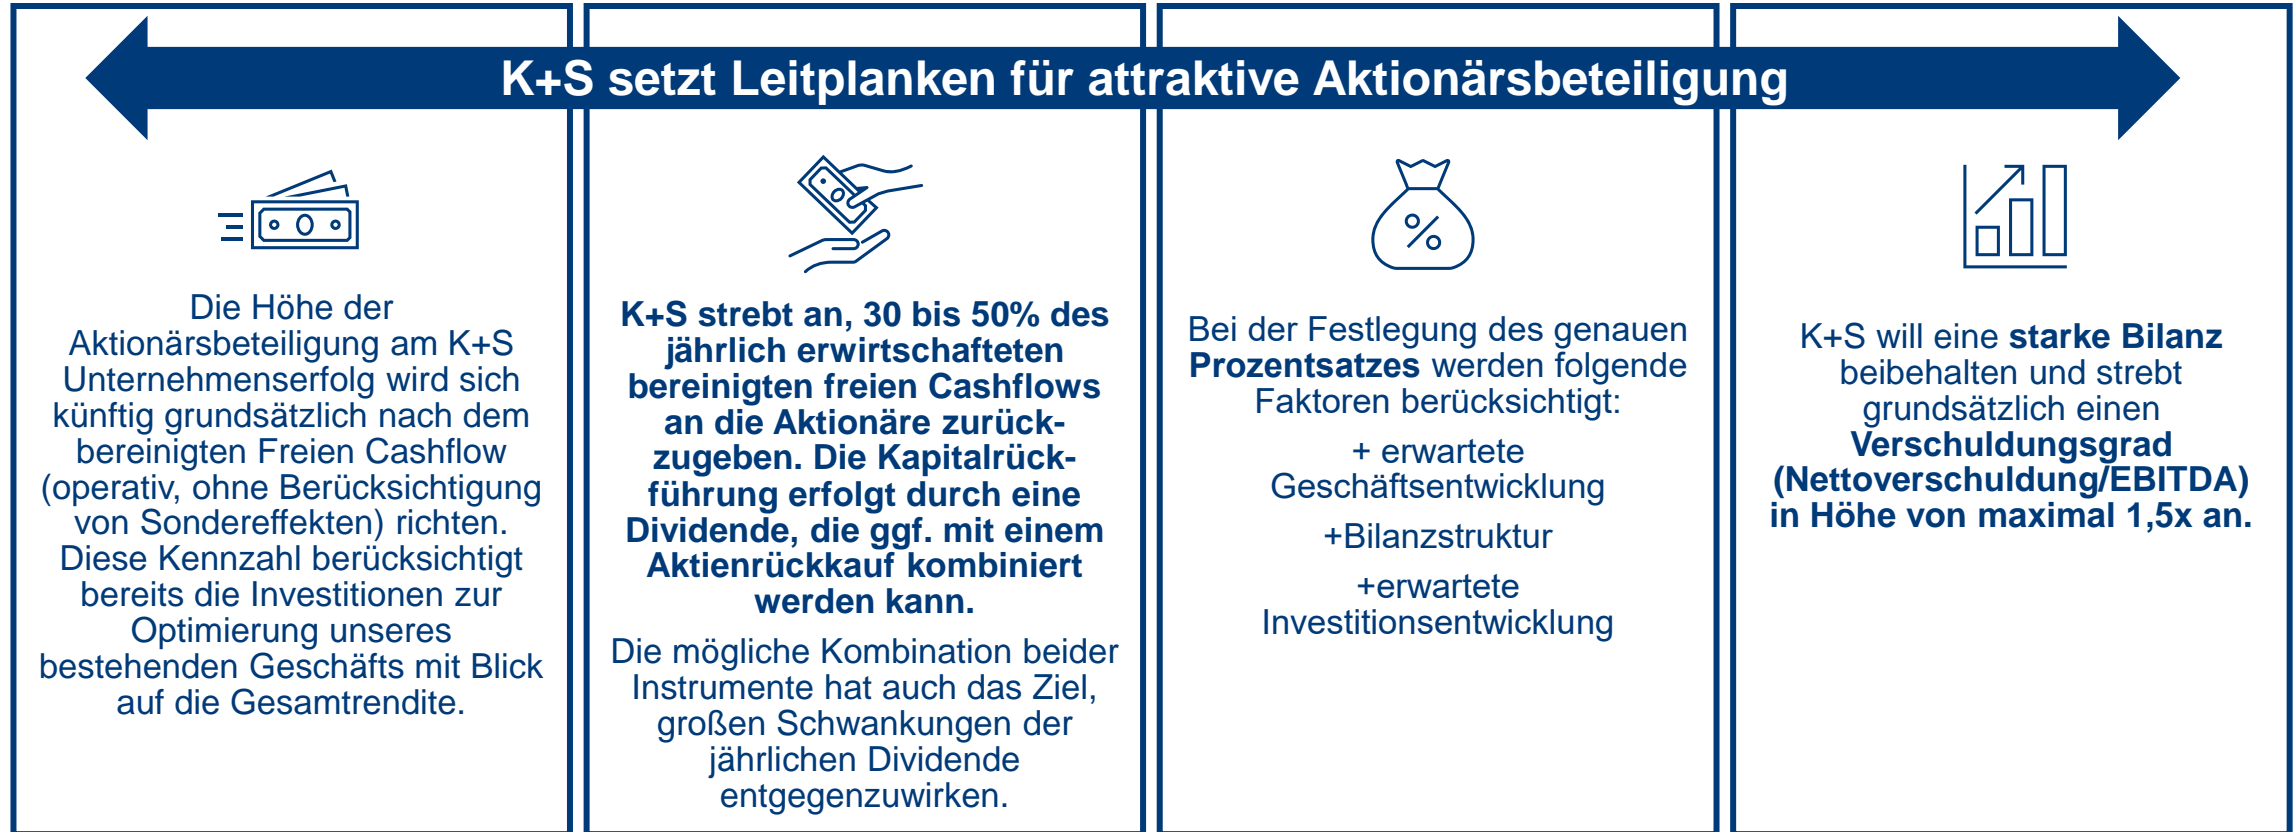 K+S setzt Leitplanken für attraktive Aktionärsbeteiligung
Die Höhe der
Aktionärsbeteiligung am K+S
Unternehmenserfolg wird sich
künftig grundsätzlich nach dem
bereinigten Freien Cashflow
(operativ, ohne Berücksichtigung
von Sondereffekten) richten.
Diese Kennzahl berücksichtigt
bereits die Investitionen zur
Optimierung unseres
bestehenden Geschäfts mit Blick
auf die Gesamtrendite.
K+S strebt an, 30 bis 50% des
jährlich erwirtschafteten
bereinigten freien Cashflows
an die Aktionäre zurück-
zugeben. Die Kapitalrück-
führung erfolgt durch eine
Dividende, die ggf. mit einem
Aktienrückkauf kombiniert
werden kann.
Die mögliche Kombination beider
Instrumente hat auch das Ziel,
großen Schwankungen der
jährlichen Dividende
entgegenzuwirken.
%
Bei der Festlegung des genauen
Prozentsatzes werden folgende
Faktoren berücksichtigt:
+ erwartete
Geschäftsentwicklung
+Bilanzstruktur
+erwartete
Investitionsentwicklung
K+S will eine starke Bilanz
beibehalten und strebt
grundsätzlich einen
Verschuldungsgrad
(Nettoverschuldung/EBITDA)
in Höhe von maximal 1,5x an.